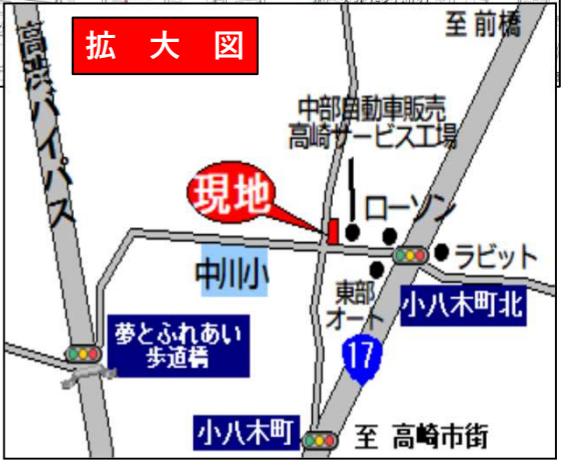 拡大図
至 前橋
高渋バイパス
中部自動車販売
高崎サービス工場
現地
ローソン
ラビット
中川小
東部
オート
小八木町北
夢とふれあい
歩道橋
17
小八木町
至 高崎市街